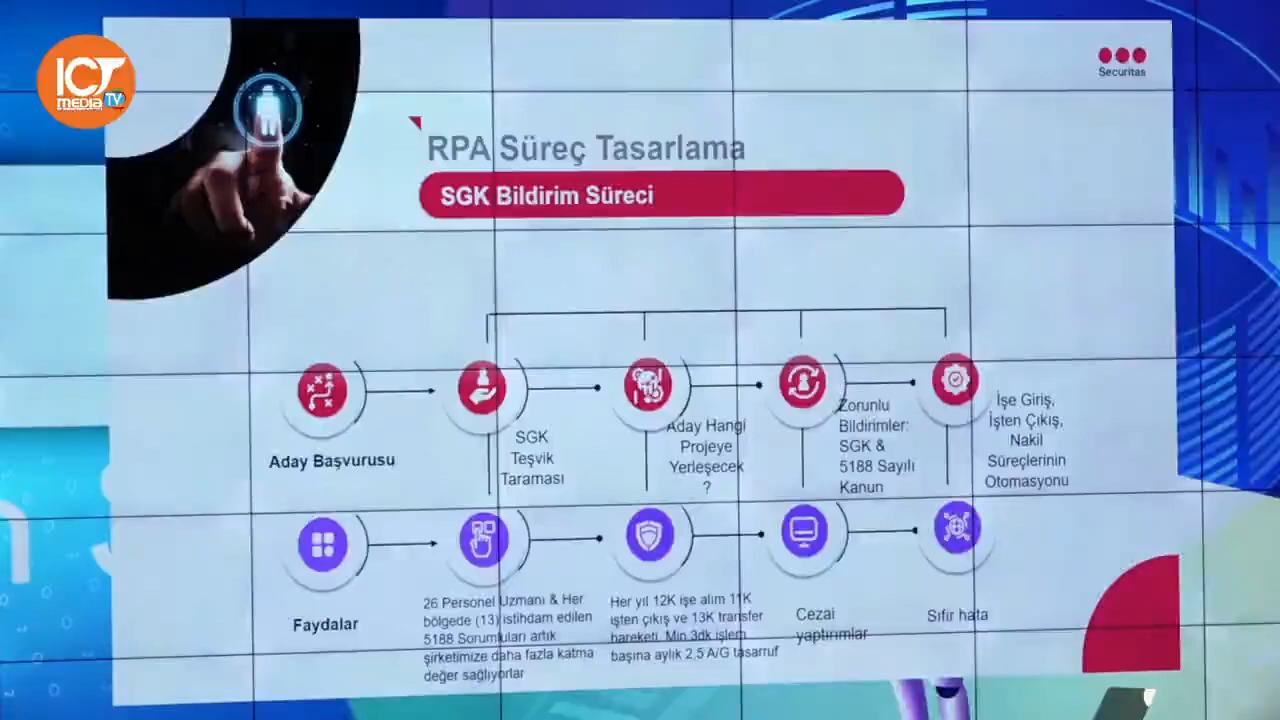 ICT
MEDIA TV
Securitas
RPA Süreç Tasarlama
SGK Bildirim Süreci
Aday Başvurusu
SGK
Teşvik
Taraması
Aday Hangi
Projeye
Yerleşecek
?
Zorunlu
Bildirimler:
SGK &
5188 Sayılı
Kanun
İşe Giriş,
İşten Çıkış,
Nakil
Süreçlerinin
Otomasyonu
Faydalar
26 Personel Uzmanı & Her
bölgede (13) istihdam edilen
5188 Sorumluları artık
şirketimize daha fazla katma
değer sağlıyorlar
Her yıl 12K işe alım 11K
işten çıkış ve 13K transfer
hareketi. Min 3dk işlem
başına aylık 2,5 A/G tasarruf
Cezai
yaptırımlar
Sıfır hata